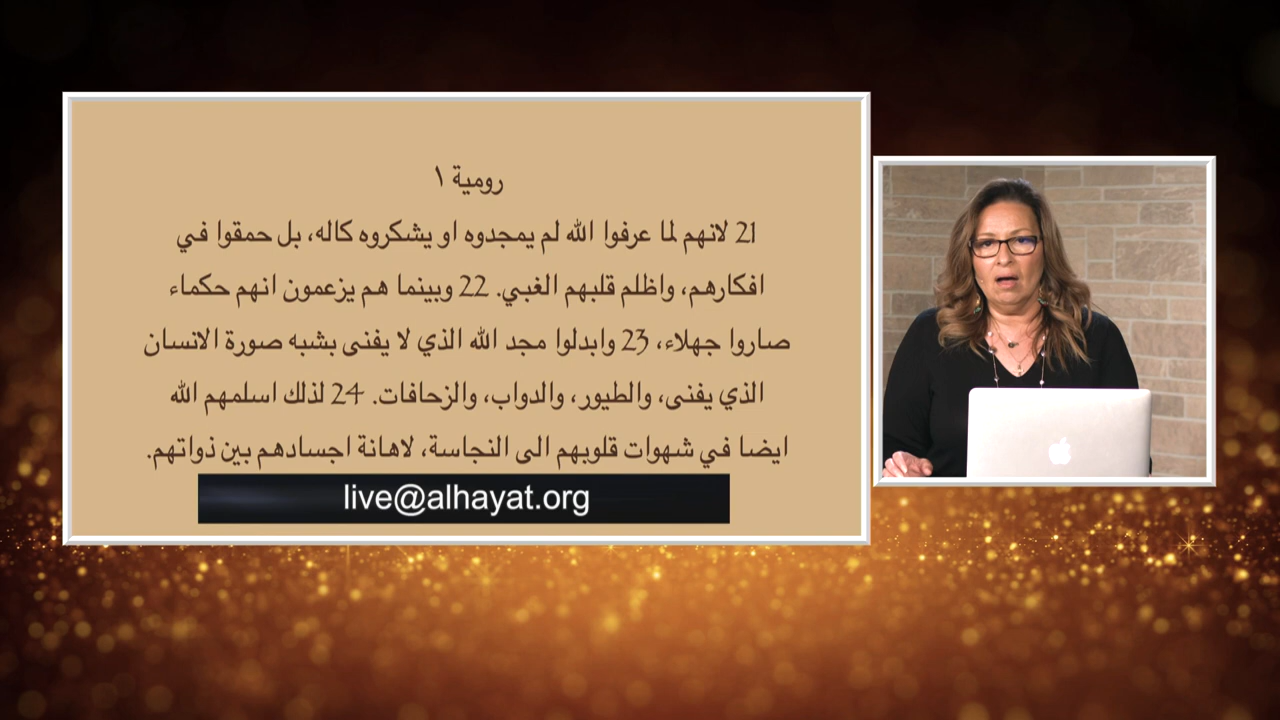 رومية ١
21 لانهم لما عرفوا الله لم يمجدوه او يشكروه كاله، بل حمقوا في
افكارهم، واظلم قلبهم الغبي. 22 وبينما هم يزعمون انهم حكماء
صاروا جهلاء، 23 وابدلوا مجد الله الذي لا يفنى بشبه صورة الانسان
الذي يفنى، والطيور، والدواب، والزحافات. 24 لذلك اسلمهم الله
ايضا في شهوات قلوبهم الى النجاسة، لاهانة اجسادهم بين ذواتهم.
live@alhayat.org